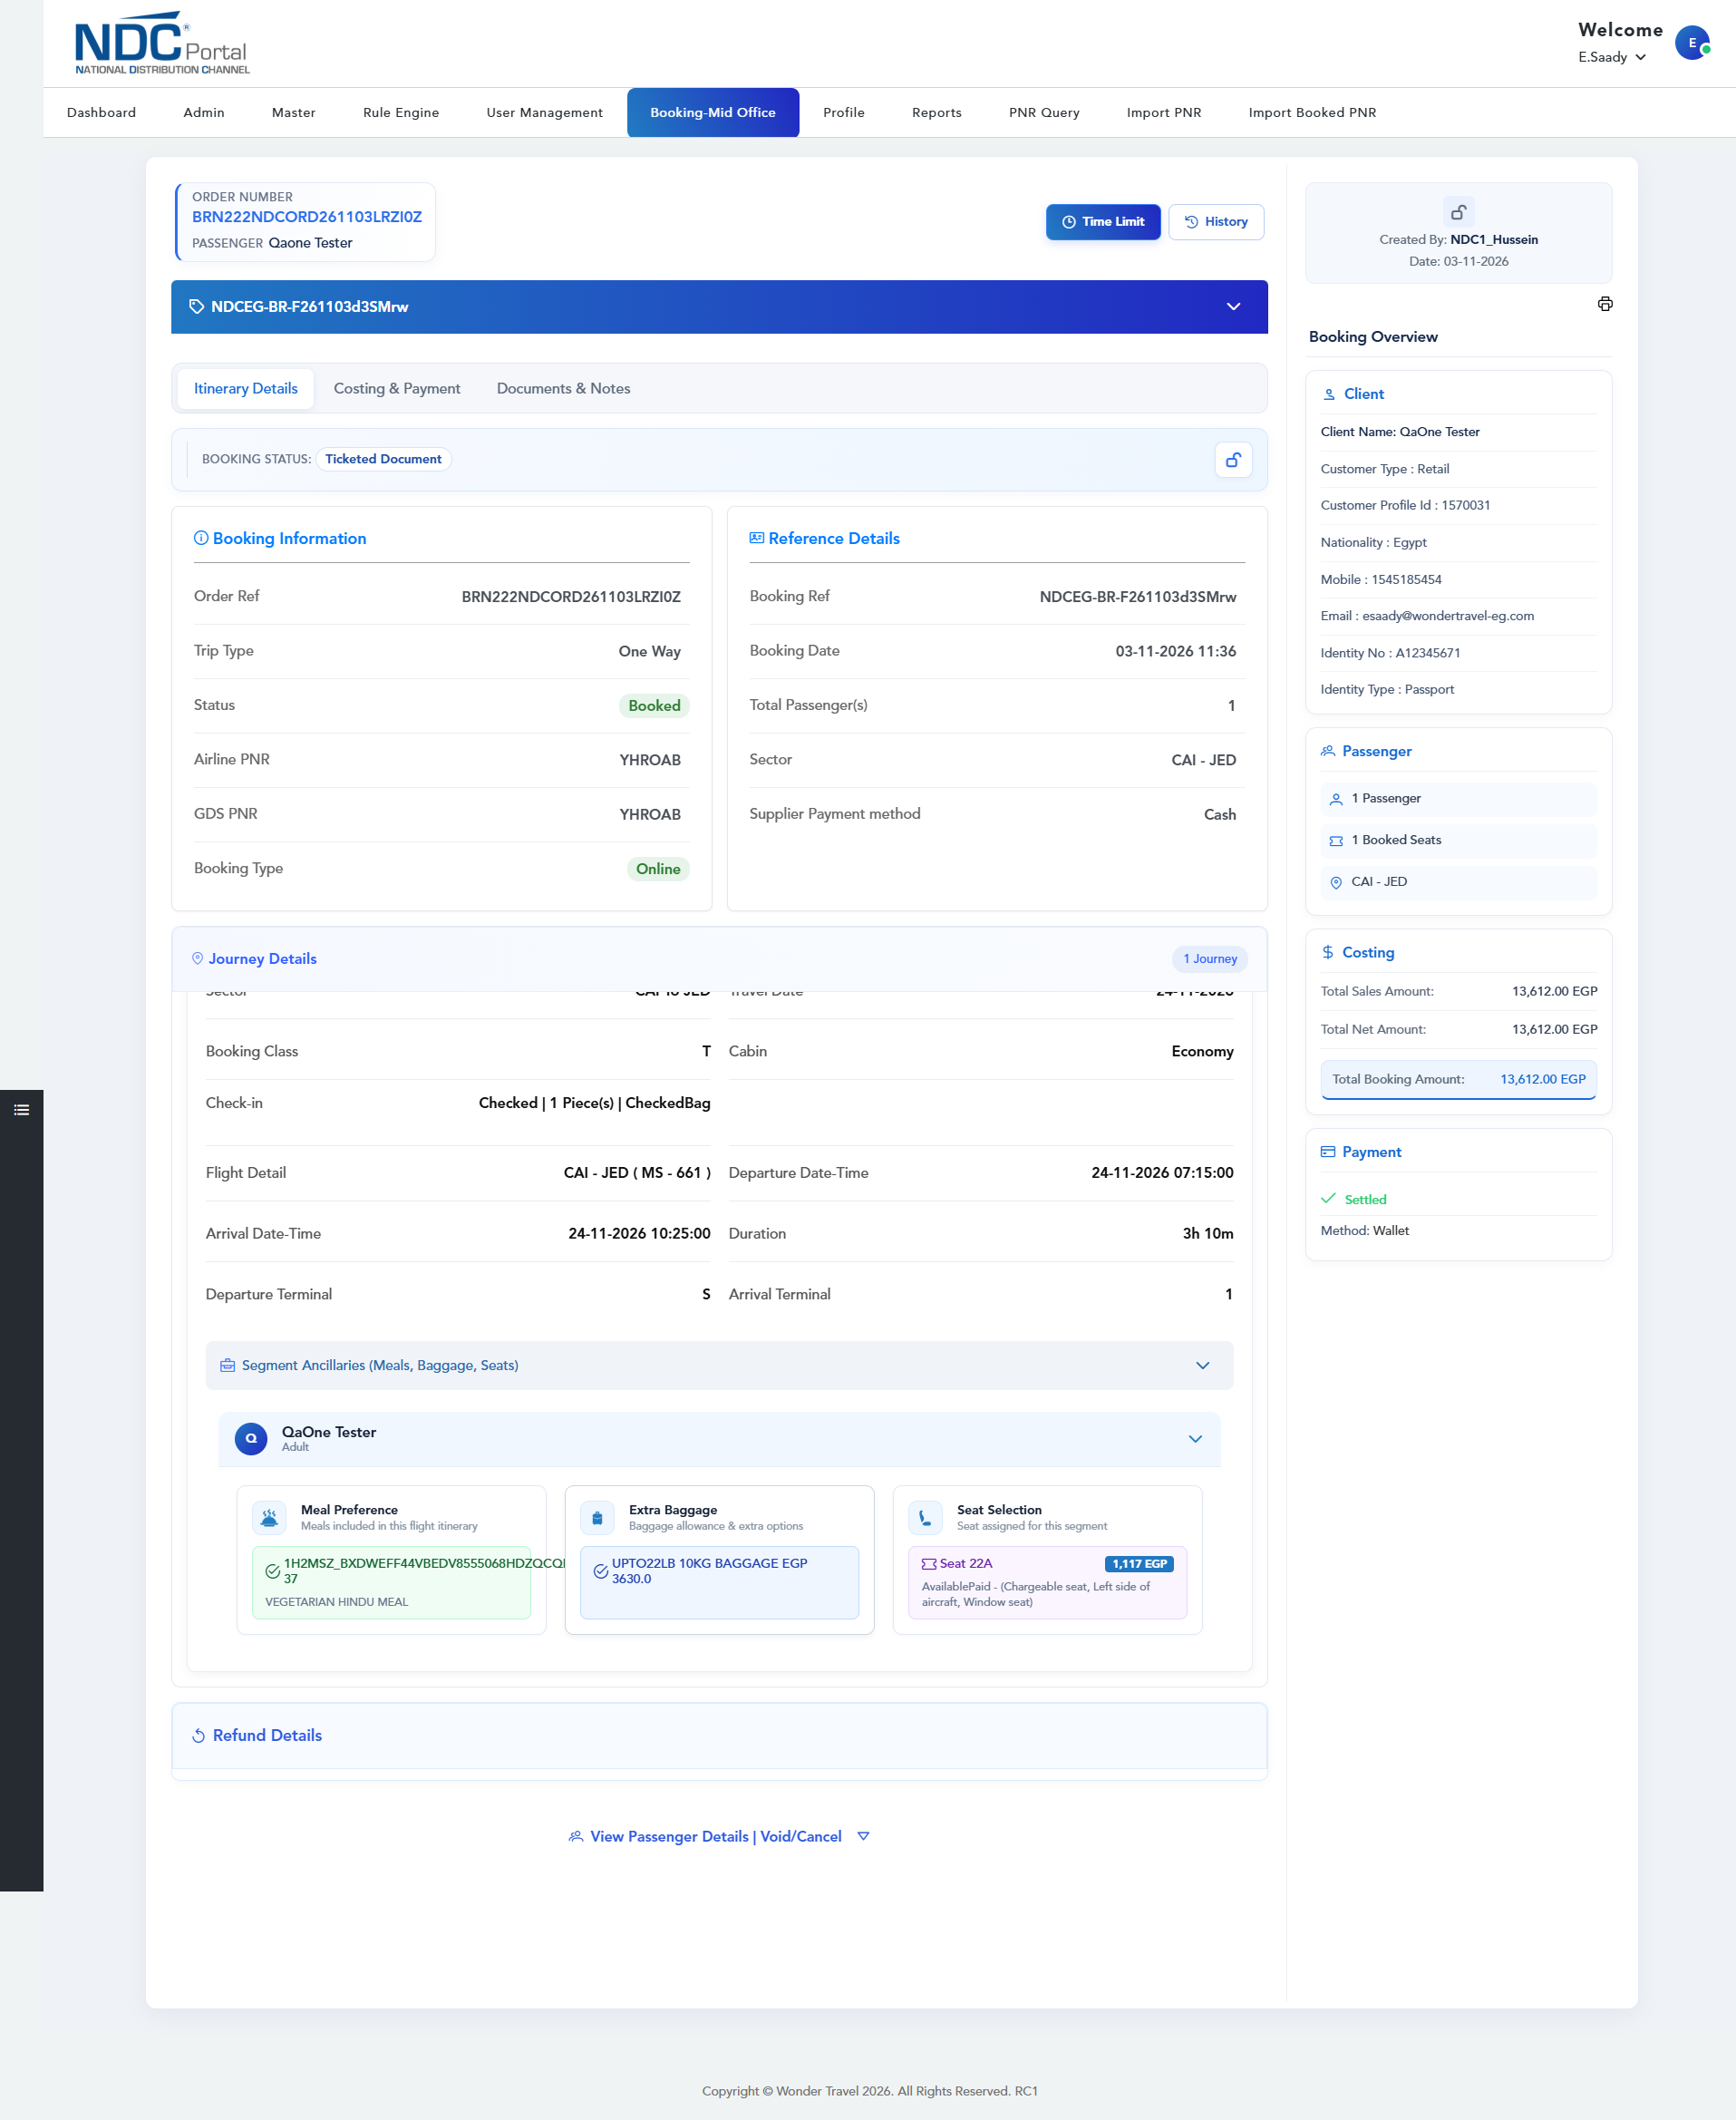 NDC® Portal
NATIONAL DISTRIBUTION CHANNEL
Welcome
E.Saady
E
Dashboard
Admin
Master
Rule Engine
User Management
Booking-Mid Office
Profile
Reports
PNR Query
Import PNR
Import Booked PNR
ORDER NUMBER
BRN222NDCORD261103LRZI0Z
PASSENGER Qaone Tester
Time Limit
History
NDCEG-BR-F261103d3SMrw
Itinerary Details
Costing & Payment
Documents & Notes
BOOKING STATUS: Ticketed Document
Booking Information
Order Ref BRN222NDCORD261103LRZI0Z
Trip Type One Way
Status Booked
Airline PNR YHROAB
GDS PNR YHROAB
Booking Type Online
Reference Details
Booking Ref NDCEG-BR-F261103d3SMrw
Booking Date 03-11-2026 11:36
Total Passenger(s) 1
Sector CAI - JED
Supplier Payment method Cash
Journey Details
1 Journey
Sector CAI To JED Travel Date 24-11-2026
Booking Class T Cabin Economy
Check-in Checked | 1 Piece(s) | CheckedBag
Flight Detail CAI - JED ( MS - 661 ) Departure Date-Time 24-11-2026 07:15:00
Arrival Date-Time 24-11-2026 10:25:00 Duration 3h 10m
Departure Terminal S Arrival Terminal 1
Segment Ancillaries (Meals, Baggage, Seats)
Q
QaOne Tester
Adult
Meal Preference
Meals included in this flight itinerary
1H2MSZ_BXDWEFF44VBEDV8555068HDZQCQ
37
VEGETARIAN HINDU MEAL
Extra Baggage
Baggage allowance & extra options
UPTO22LB 10KG BAGGAGE EGP
3630.0
Seat Selection
Seat assigned for this segment
Seat 22A 1,117 EGP
AvailablePaid - (Chargeable seat, Left side of
aircraft, Window seat)
Refund Details
View Passenger Details | Void/Cancel
Created By: NDC1_Hussein
Date: 03-11-2026
Booking Overview
Client
Client Name: QaOne Tester
Customer Type : Retail
Customer Profile Id : 1570031
Nationality : Egypt
Mobile : 1545185454
Email : esaady@wondertravel-eg.com
Identity No : A12345671
Identity Type : Passport
Passenger
1 Passenger
1 Booked Seats
CAI - JED
Costing
Total Sales Amount: 13,612.00 EGP
Total Net Amount: 13,612.00 EGP
Total Booking Amount: 13,612.00 EGP
Payment
Settled
Method: Wallet
Copyright © Wonder Travel 2026. All Rights Reserved. RC1